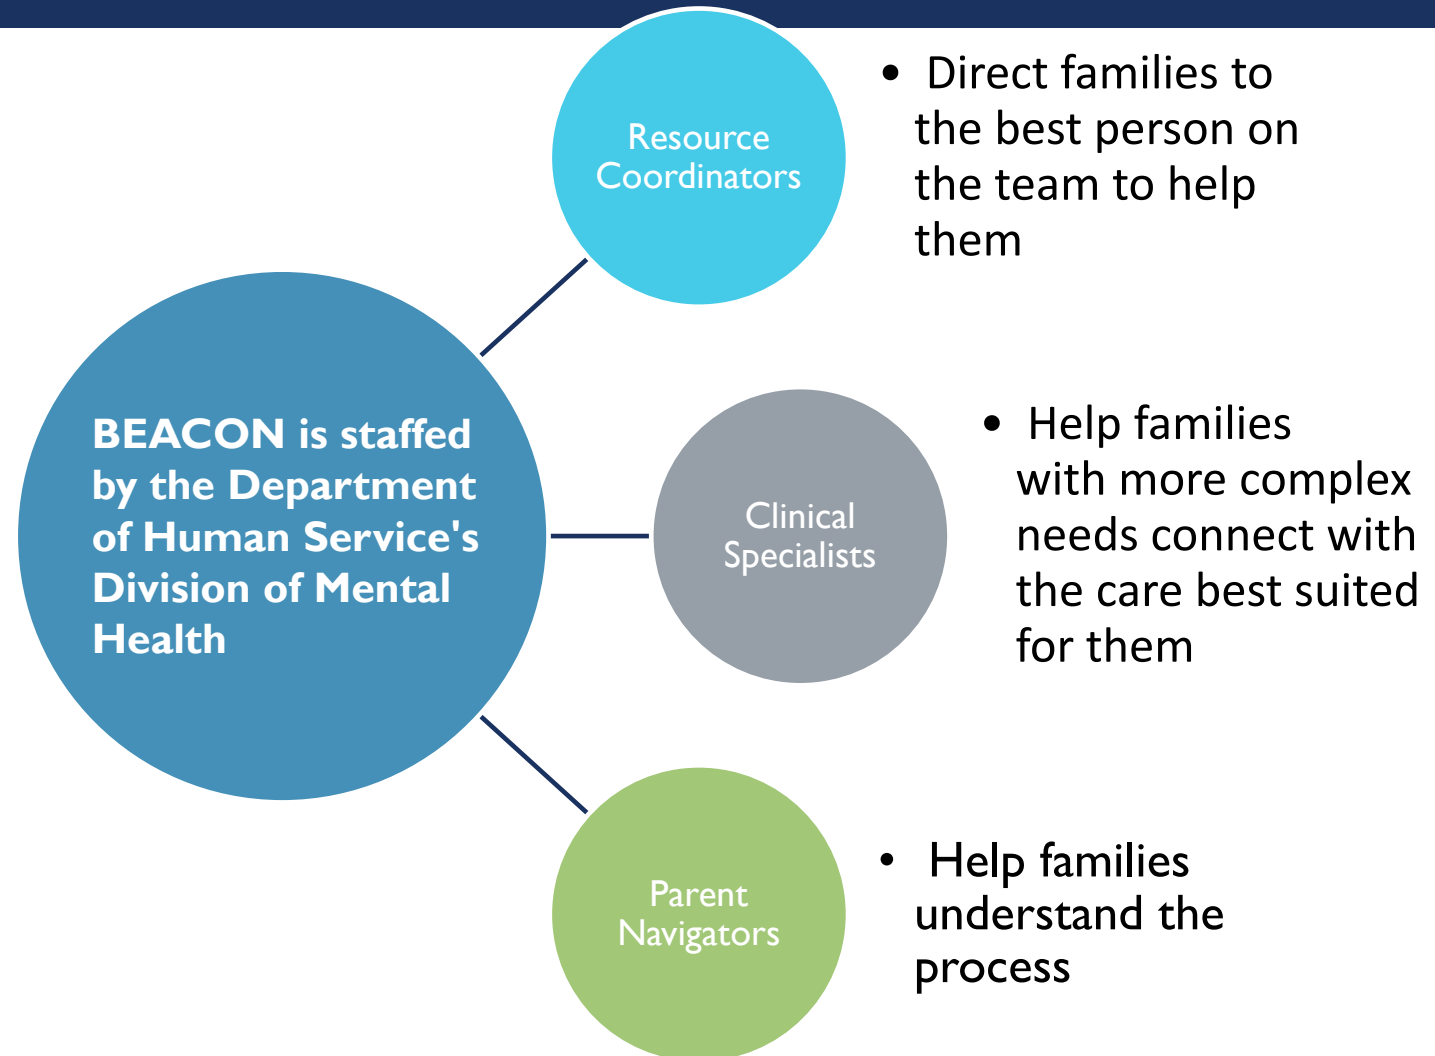 BEACON is staffed
by the Department
of Human Service's
Division of Mental
Health
Resource
Coordinators
• Direct families to
the best person on
the team to help
them
Clinical
Specialists
• Help families
with more complex
needs connect with
the care best suited
for them
Parent
Navigators
• Help families
understand the
process